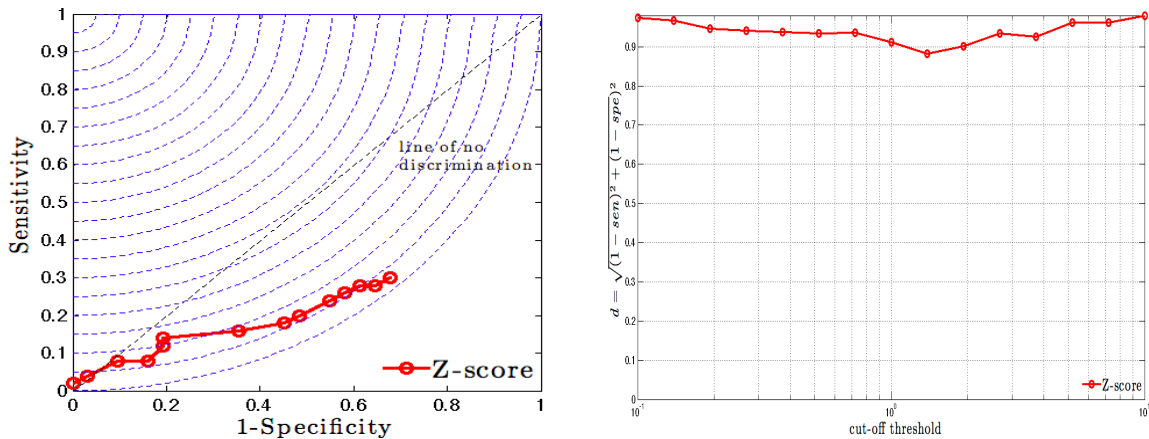 1
0.9
0.8
0.7
0.6
0.5
0.4
0.3
0.2
0.1
0
Sensitivity
line of no
discrimination
Z-score
0 0.2 0.4 0.6 0.8 1
1-Specificity
0.9
0.8
0.7
0.6
0.5
0.4
0.3
0.2
0.1
0
d = √(1 − sen)² + (1 − spe)²
Z-score
10⁻¹ 10⁰
cut-off threshold